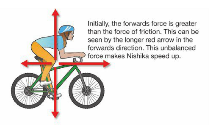 Initially, the forwards force is greater
than the force of friction. This can be
seen by the longer red arrow in the
forwards direction. This unbalanced
force makes Nishika speed up.